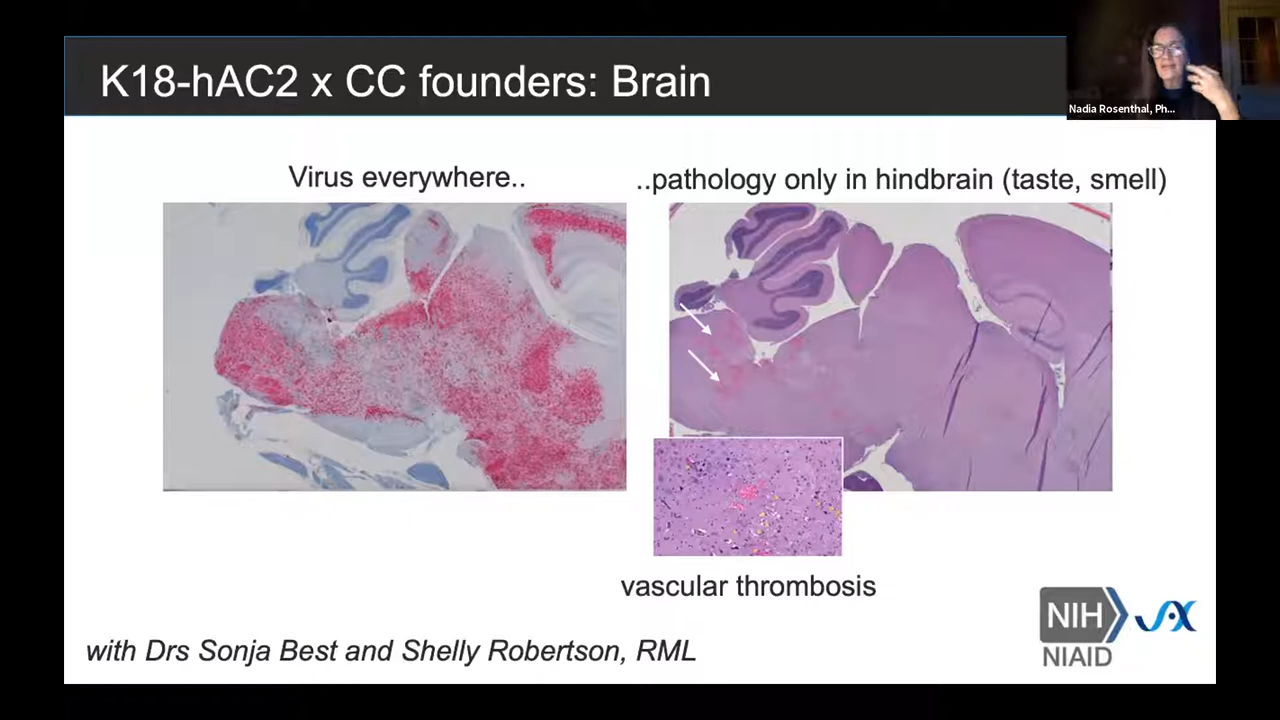 K18-hAC2 x CC founders: Brain
Nadia Rosenthal, Ph...
Virus everywhere..
..pathology only in hindbrain (taste, smell)
vascular thrombosis
with Drs Sonja Best and Shelly Robertson, RML
NIH
JAX
NIAID